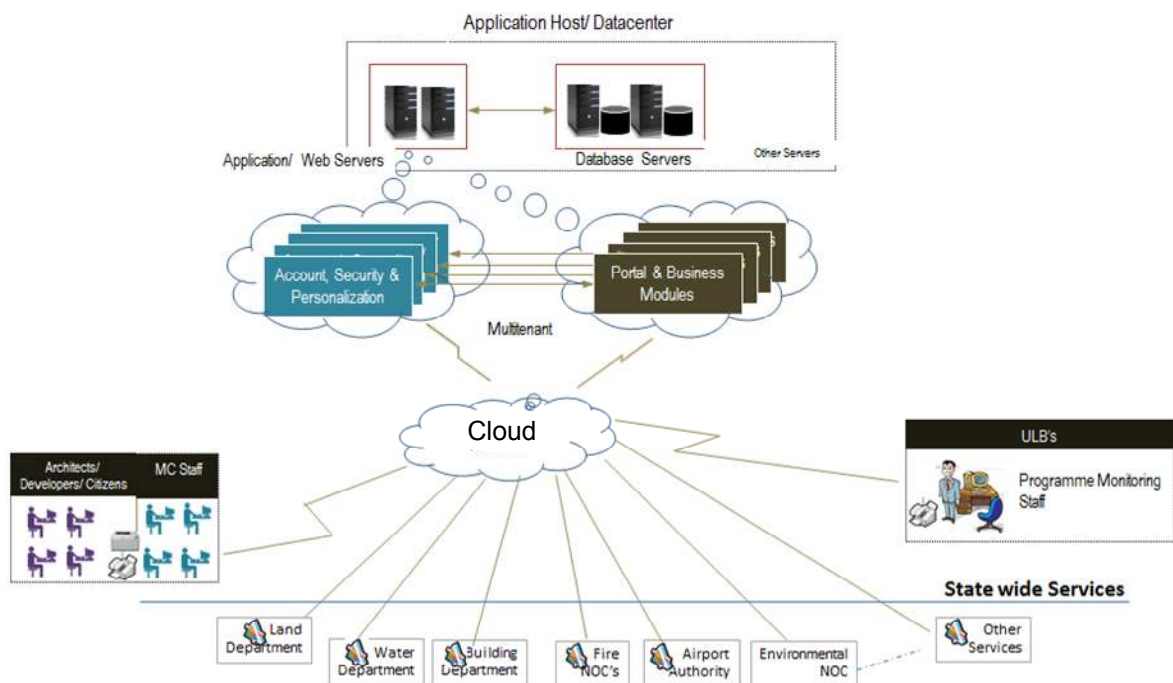 Application Host/ Datacenter
Application/ Web Servers
Database Servers
Other Servers
Account, Security &
Personalization
Portal & Business
Modules
Multitenant
Cloud
Architects/
Developers/ Citizens
MC Staff
ULB's
Programme Monitoring
Staff
State wide Services
Land
Department
Water
Department
Building
Department
Fire
NOC's
Airport
Authority
Environmental
NOC
Other
Services